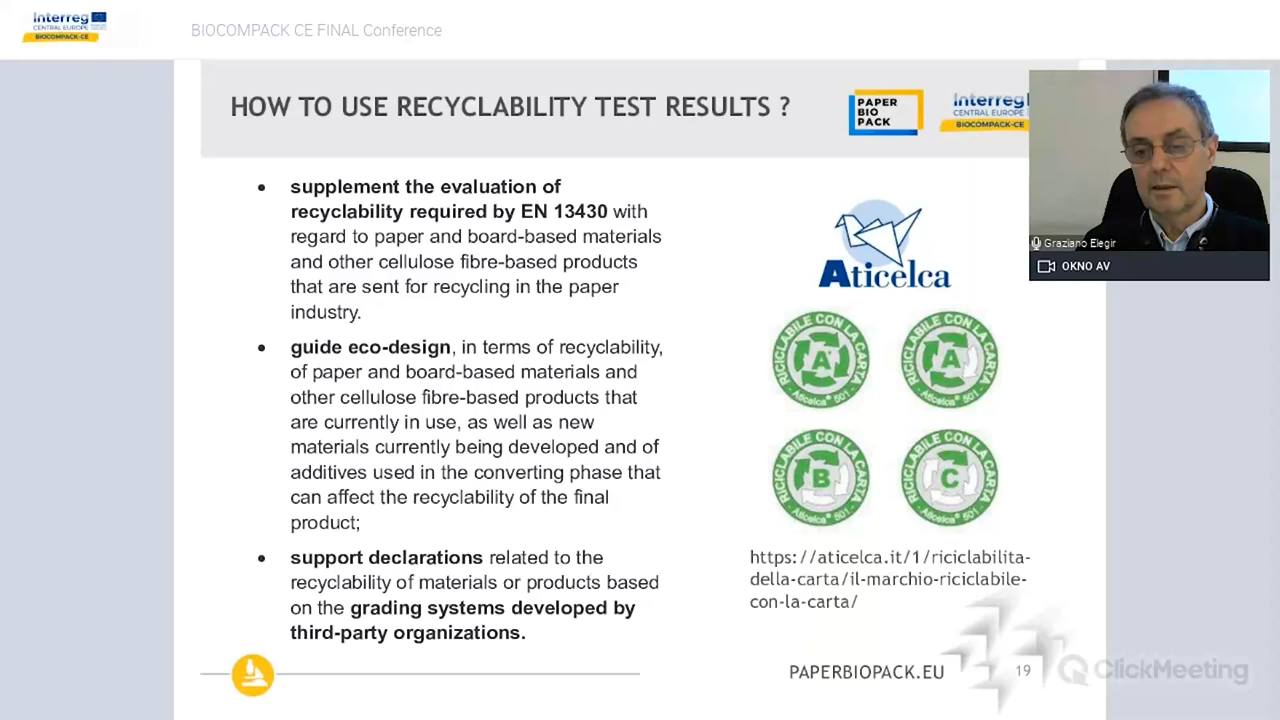 Interreg
CENTRAL EUROPE
BIOCOMPACK-CE
BIOCOMPACK CE FINAL Conference
HOW TO USE RECYCLABILITY TEST RESULTS ?
PAPER
BIO
PACK
Interreg
CENTRAL EUROPE
BIOCOMPACK-CE
Graziano Elegir
OKNO AV
• supplement the evaluation of
recyclability required by EN 13430 with
regard to paper and board-based materials
and other cellulose fibre-based products
that are sent for recycling in the paper
industry.
• guide eco-design, in terms of recyclability,
of paper and board-based materials and
other cellulose fibre-based products that
are currently in use, as well as new
materials currently being developed and of
additives used in the converting phase that
can affect the recyclability of the final
product;
• support declarations related to the
recyclability of materials or products based
on the grading systems developed by
third-party organizations.
Aticelca
RICICLABILE CON LA CARTA
A+
- Aticelca® 501 -
RICICLABILE CON LA CARTA
A
- Aticelca® 501 -
RICICLABILE CON LA CARTA
B
- Aticelca® 501 -
RICICLABILE CON LA CARTA
C
- Aticelca® 501 -
https://aticelca.it/1/riciclabilita-
della-carta/il-marchio-riciclabile-
con-la-carta/
PAPERBIOPACK.EU
19
ClickMeeting